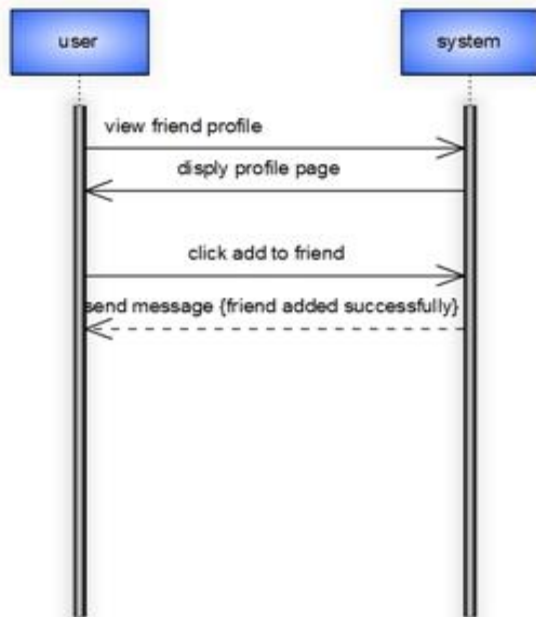 user
system
view friend profile
disply profile page
click add to friend
send message {friend added successfully}